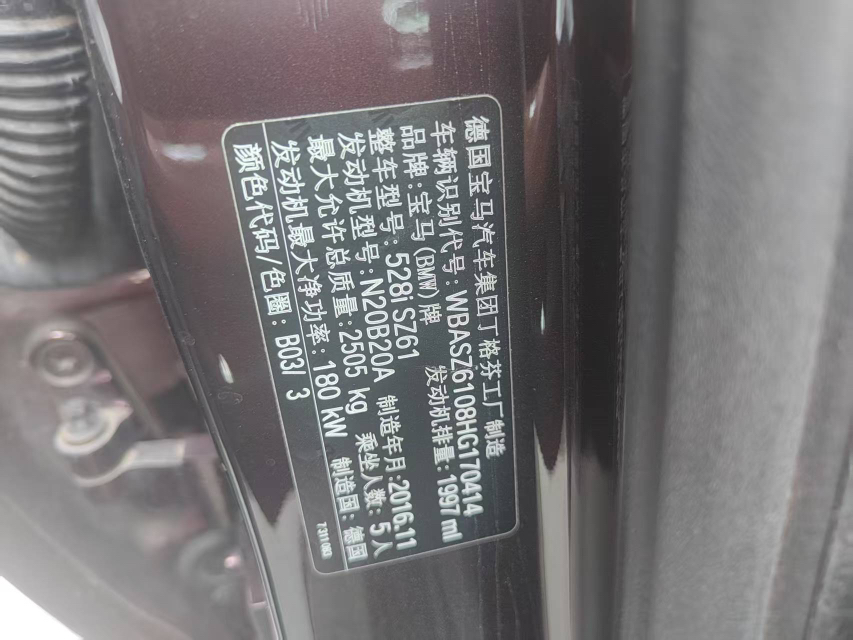 德国宝马汽车集团丁格芬工厂制造
车辆识别代号: WBASZ6108HG170414
品牌:宝马(BMW)牌 发动机排量: 1997 ml
整车型号: 528i SZ61 制造年月:2016.11
发动机型号: N20B20A 乘坐人数: 5人
最大允许总质量: 2505 kg 制造国: 德国
发动机最大净功率: 180 kW
颜色代码/色圈: B03/ 3 7311083